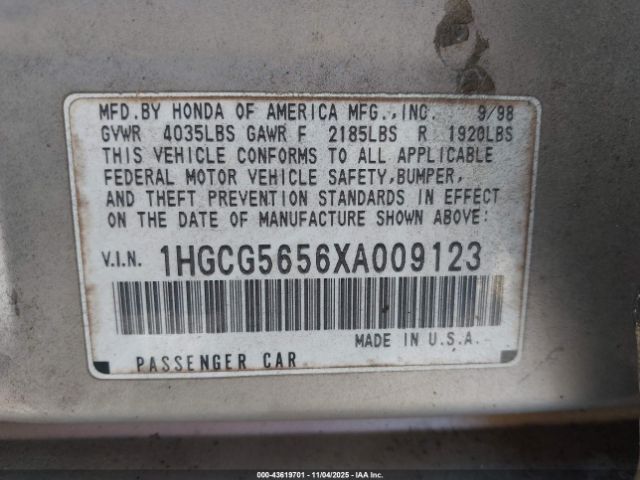 MFD.BY HONDA OF AMERICA MFG., INC. 9/98
GVWR 4035LBS GAWR F 2185LBS R 1920LBS
THIS VEHICLE CONFORMS TO ALL APPLICABLE
FEDERAL MOTOR VEHICLE SAFETY,BUMPER,
AND THEFT PREVENTION STANDARDS IN EFFECT
ON THE DATE OF MANUFACTURE SHOWN ABOVE:
V.I.N. 1HGCG5656XA009123
MADE IN U.S.A.
PASSENGER CAR
000-43619701 - 11/04/2025 - IAA Inc.